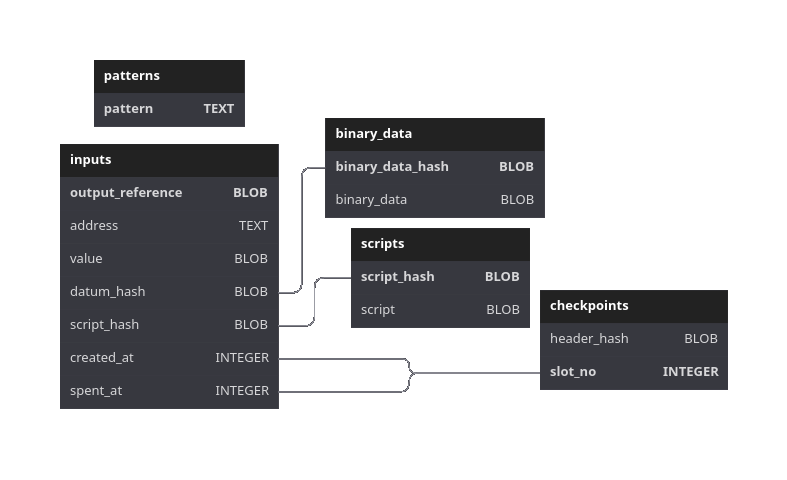 patterns
pattern TEXT
inputs
output_reference BLOB
address TEXT
value BLOB
datum_hash BLOB
script_hash BLOB
created_at INTEGER
spent_at INTEGER
binary_data
binary_data_hash BLOB
binary_data BLOB
scripts
script_hash BLOB
script BLOB
checkpoints
header_hash BLOB
slot_no INTEGER